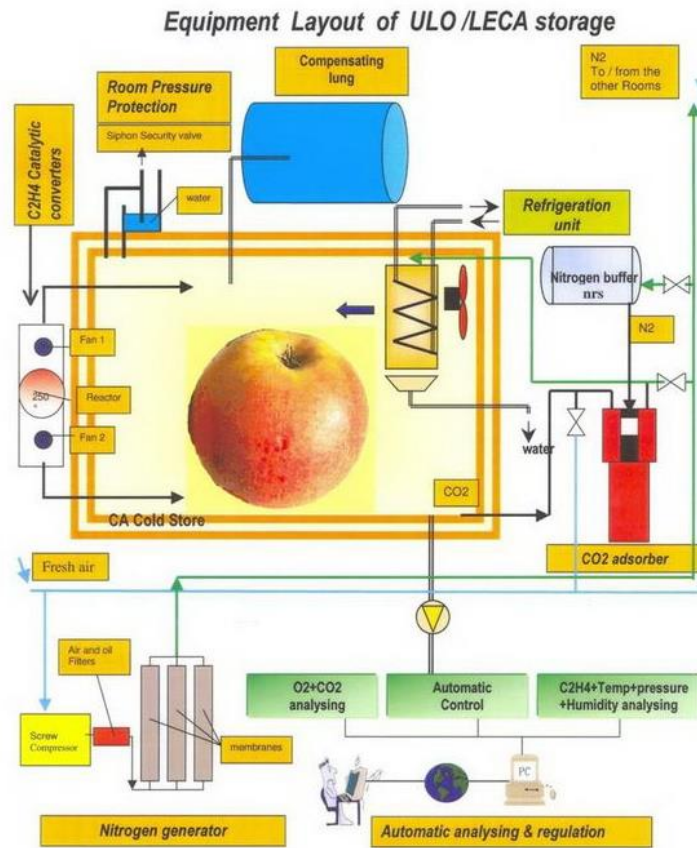 Equipment Layout of ULO /LECA storage
Compensating
lung
N2
To / from the
other Rooms
Room Pressure
Protection
Siphon Security valve
C2H4 Catalytic
converters
water
Refrigeration
unit
Nitrogen buffer
nrs
N2
Fan 1
250
Reactor
Fan 2
water
CO2
CA Cold Store
CO2 adsorber
Fresh air
Air and oil
Filters
O2+CO2
analysing
Automatic
Control
C2H4+Temp+pressure
+Humidity analysing
Screw
Compressor
membranes
PC
Nitrogen generator
Automatic analysing & regulation